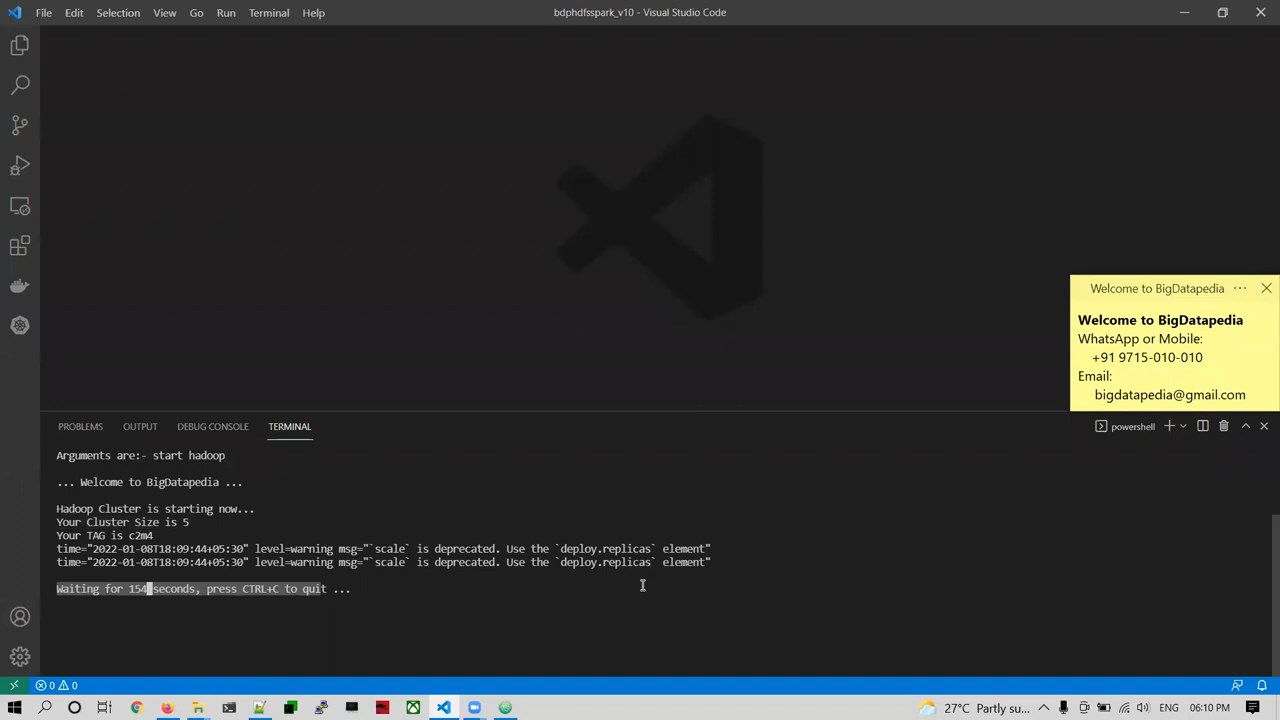 File Edit Selection View Go Run Terminal Help
bdphdfsspark_v10 - Visual Studio Code
Welcome to BigDatapedia
Welcome to BigDatapedia
WhatsApp or Mobile:
+91 9715-010-010
Email:
bigdatapedia@gmail.com
PROBLEMS OUTPUT DEBUG CONSOLE TERMINAL
powershell
Arguments are:- start hadoop
... Welcome to BigDatapedia ...
Hadoop Cluster is starting now...
Your Cluster Size is 5
Your TAG is c2m4
time="2022-01-08T18:09:44+05:30" level=warning msg="`scale` is deprecated. Use the `deploy.replicas` element"
time="2022-01-08T18:09:44+05:30" level=warning msg="`scale` is deprecated. Use the `deploy.replicas` element"
Waiting for 154 seconds, press CTRL+C to quit ...
0 0
27°C Partly su... ENG 06:10 PM